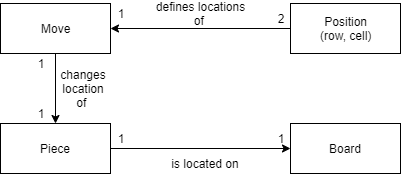 1
defines locations
of
2
Move
Position
(row, cell)
1
changes
location
of
1
Piece
1
is located on
1
Board